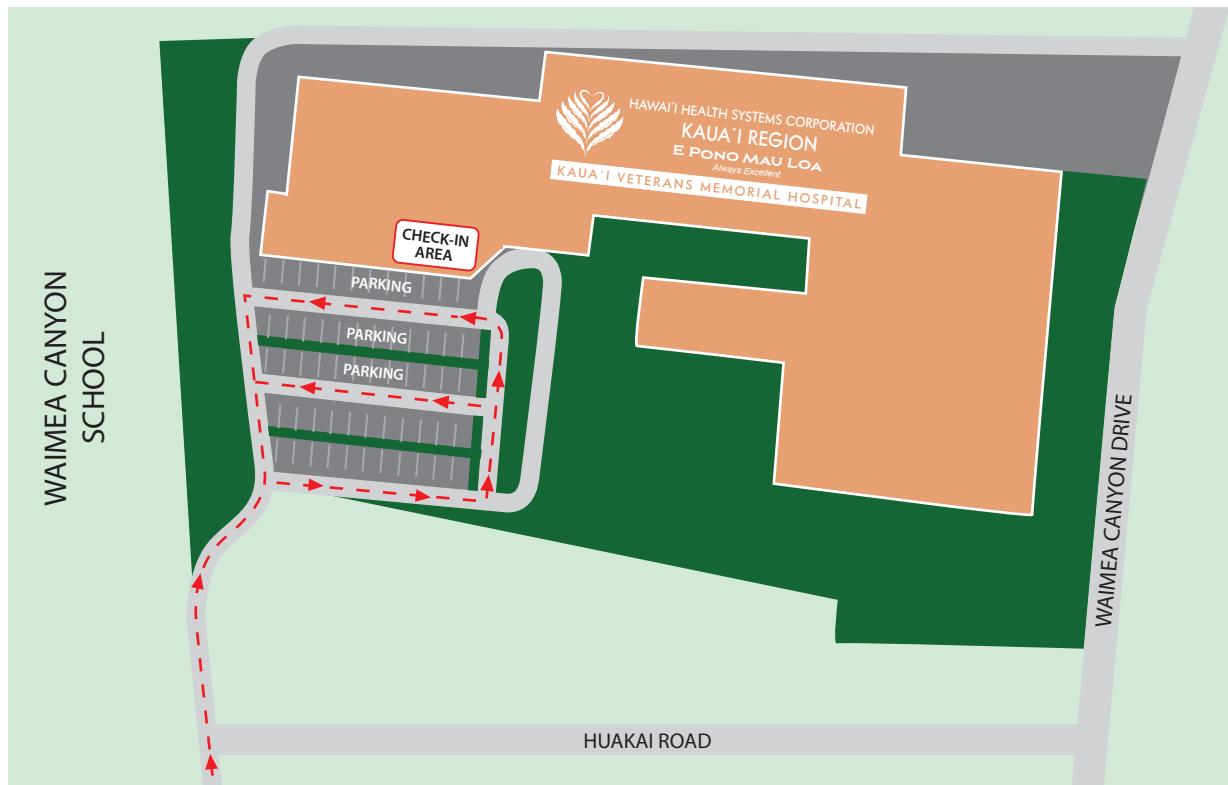 HAWAIʻI HEALTH SYSTEMS CORPORATION
KAUAʻI REGION
E PONO MAU LOA
Always Excellent
KAUAʻI VETERANS MEMORIAL HOSPITAL
CHECK-IN
AREA
PARKING
PARKING
PARKING
WAIMEA CANYON
SCHOOL
WAIMEA CANYON DRIVE
HUAKAI ROAD